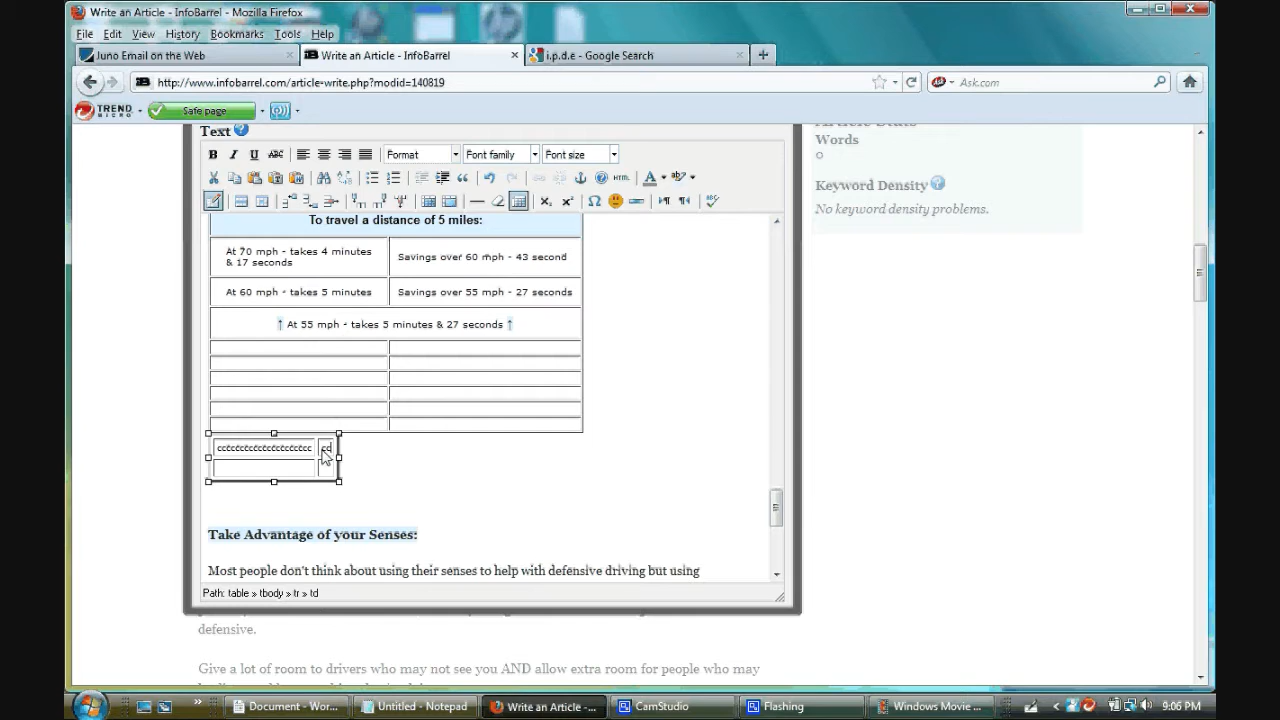 Write an Article - InfoBarrel - Mozilla Firefox
File Edit View History Bookmarks Tools Help
Juno Email on the Web
Write an Article - InfoBarrel
i.p.d.e - Google Search
http://www.infobarrel.com/article-write.php?modid=140819
Ask.com
TREND MICRO
Safe page
Text
Words
0
Keyword Density
No keyword density problems.
B I U ABC Format Font family Font size
HTML
To travel a distance of 5 miles:
At 70 mph - takes 4 minutes
& 17 seconds
Savings over 60 mph - 43 second
At 60 mph - takes 5 minutes
Savings over 55 mph - 27 seconds
↑ At 55 mph - takes 5 minutes & 27 seconds ↑
cd
Take Advantage of your Senses:
Most people don't think about using their senses to help with defensive driving but using
Path: table » tbody » tr » td
defensive.
Give a lot of room to drivers who may not see you AND allow extra room for people who may
Document - Wor...
Untitled - Notepad
Write an Article -...
CamStudio
Flashing
Windows Movie ...
9:06 PM